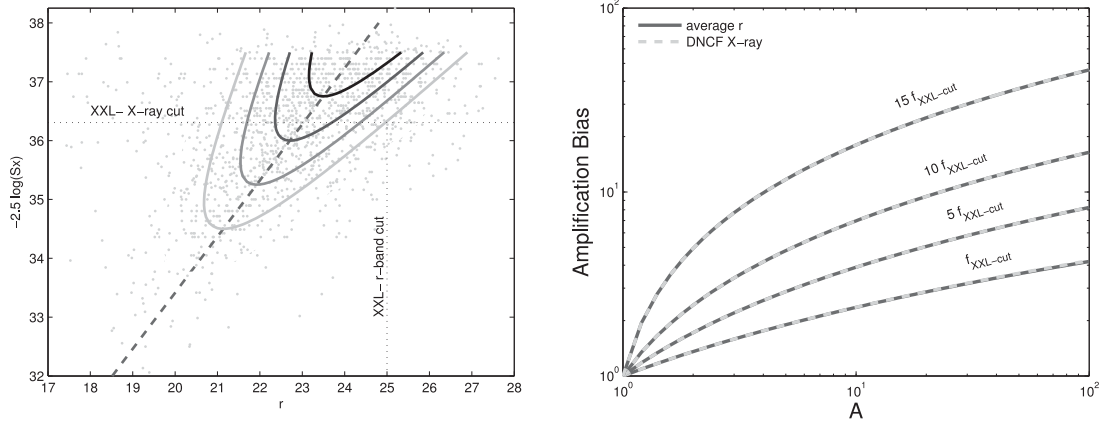 38
37
36
35
34
33
32
−2.5 log(Sx)
XXL− X−ray cut
XXL− r−band cut
17 18 19 20 21 22 23 24 25 26 27 28
r
10^2
10^1
10^0
Amplification Bias
average r
DNCF X−ray
15 f_XXL−cut
10 f_XXL−cut
5 f_XXL−cut
f_XXL−cut
10^0 10^1 10^2
A